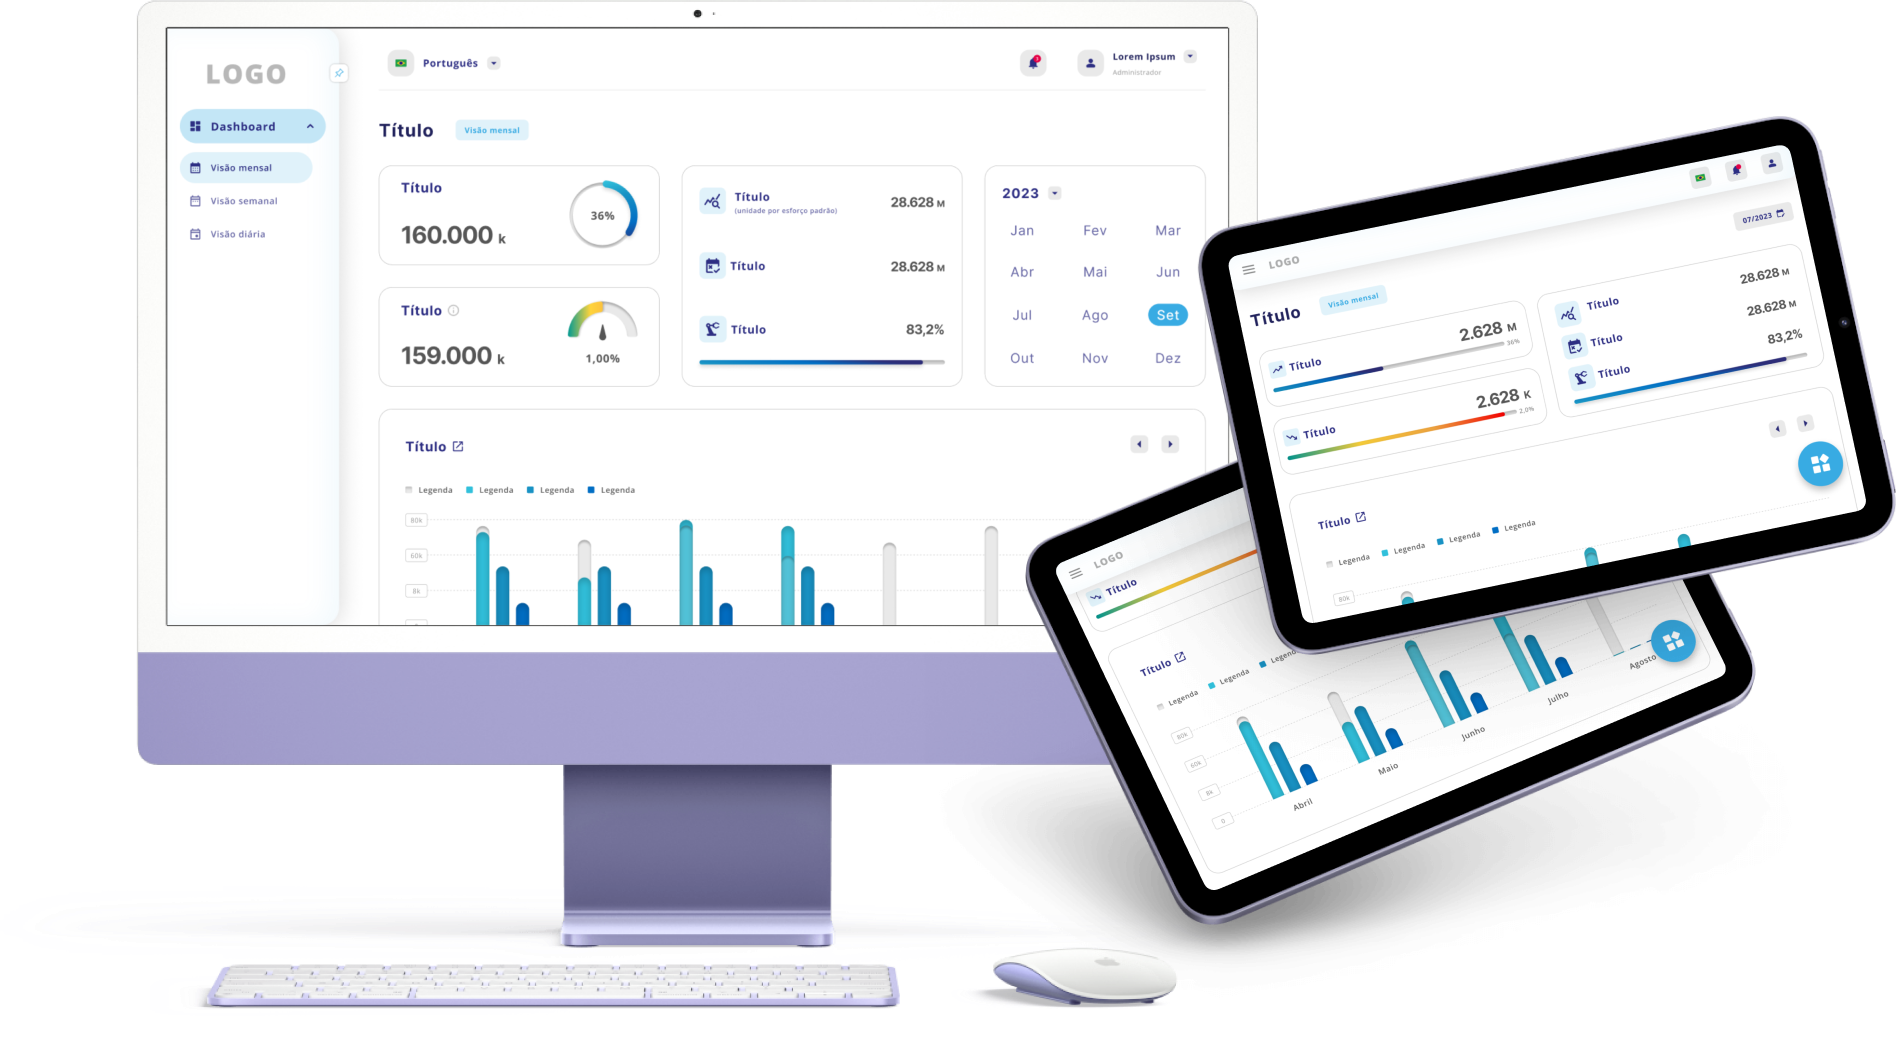 LOGO
Dashboard
Visão mensal
Visão semanal
Visão diária
Português
Lorem Ipsum
Administrador
Título
Visão mensal
Título
160.000 k
36%
Título
159.000 k
1,00%
Título
(unidade por esforço padrão)
28.628 M
Título
28.628 M
Título
83,2%
2023
Jan Fev Mar
Abr Mai Jun
Jul Ago Set
Out Nov Dez
Título
Legenda Legenda Legenda Legenda
80k
60k
8k
LOGO
07/2023
Título
Visão mensal
Título
2.628 M
36%
Título
2.628 K
2,0%
Título
28.628 M
Título
28.628 M
Título
83,2%
Título
Legenda Legenda Legenda Legenda
80k
LOGO
Título
Título
Legenda Legenda
80k
60k
8k
0
Abril Maio Junho Julho Agosto